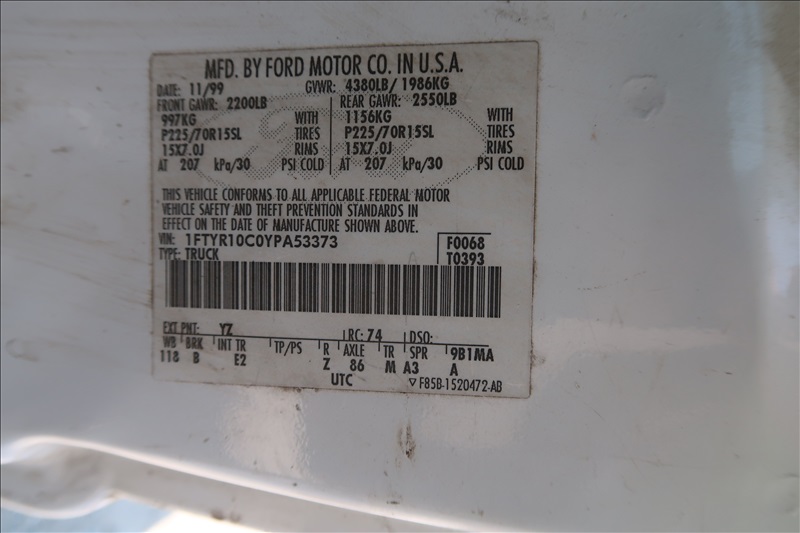 MFD. BY FORD MOTOR CO. IN U.S.A.
DATE: 11/99 GVWR: 4380LB/ 1986KG
FRONT GAWR: 2200LB REAR GAWR: 2550LB
997KG WITH 1156KG WITH
P225/70R15SL TIRES P225/70R15SL TIRES
15X7.0J RIMS 15X7.0J RIMS
AT 207 kPa/30 PSI COLD AT 207 kPa/30 PSI COLD
THIS VEHICLE CONFORMS TO ALL APPLICABLE FEDERAL MOTOR
VEHICLE SAFETY AND THEFT PREVENTION STANDARDS IN
EFFECT ON THE DATE OF MANUFACTURE SHOWN ABOVE.
VIN: 1FTYR10C0YPA53373 F0068
TYPE: TRUCK T0393
EXT PNT: YZ RC: 74 DSO:
WB BRK INT TR TP/PS R AXLE TR SPR 9B1MA
118 B E2 Z 86 M A3 A
UTC ▽ F85B-1520472-AB